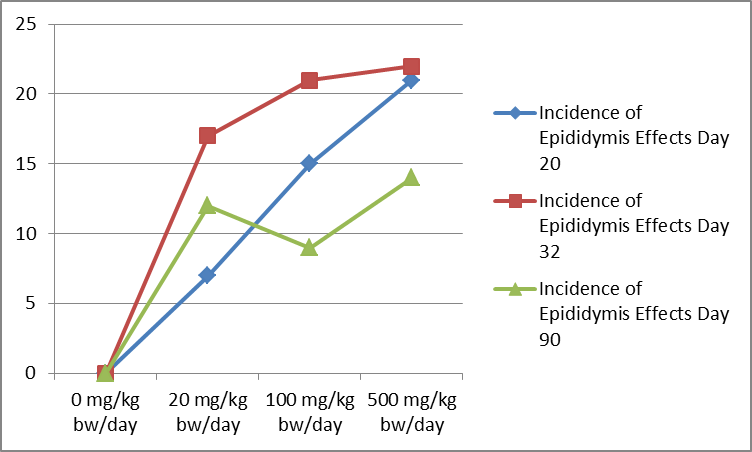 25
20
15
10
5
0
0 mg/kg
bw/day
20 mg/kg
bw/day
100 mg/kg
bw/day
500 mg/kg
bw/day
Incidence of
Epididymis Effects Day
20
Incidence of
Epididymis Effects Day
32
Incidence of
Epididymis Effects Day
90